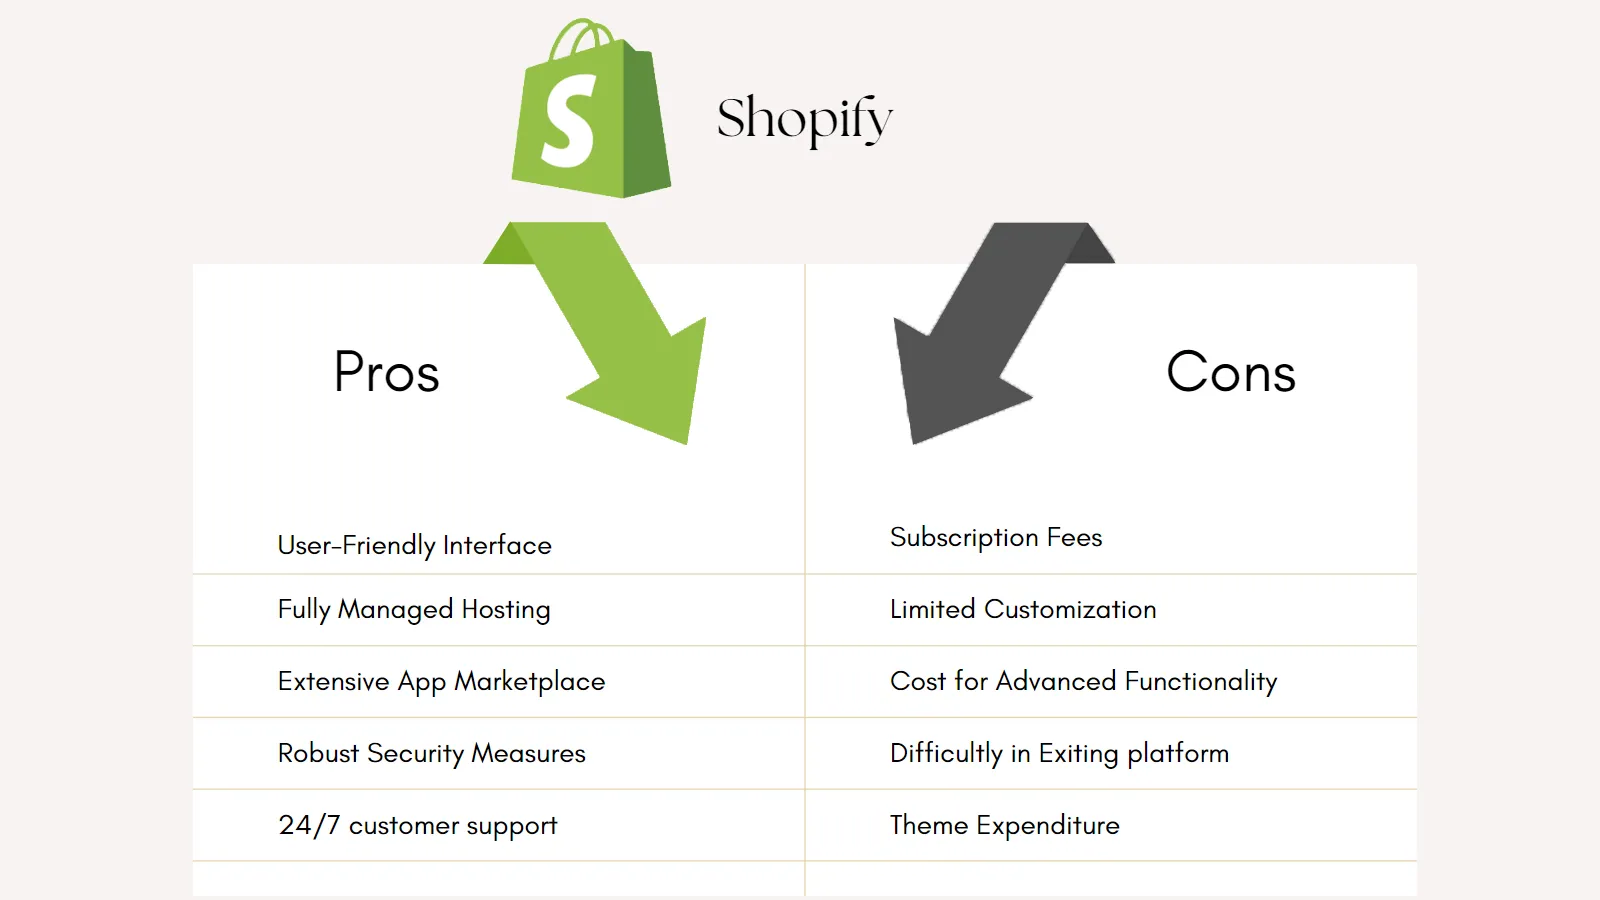 S
Shopify
Pros
Cons
User-Friendly Interface
Subscription Fees
Fully Managed Hosting
Limited Customization
Extensive App Marketplace
Cost for Advanced Functionality
Robust Security Measures
Difficultly in Exiting platform
24/7 customer support
Theme Expenditure